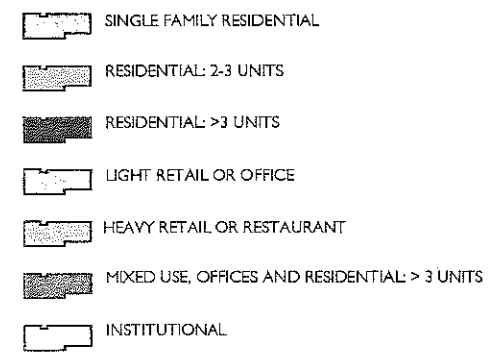 SINGLE FAMILY RESIDENTIAL
RESIDENTIAL: 2-3 UNITS
RESIDENTIAL: >3 UNITS
LIGHT RETAIL OR OFFICE
HEAVY RETAIL OR RESTAURANT
MIXED USE, OFFICES AND RESIDENTIAL: > 3 UNITS
INSTITUTIONAL